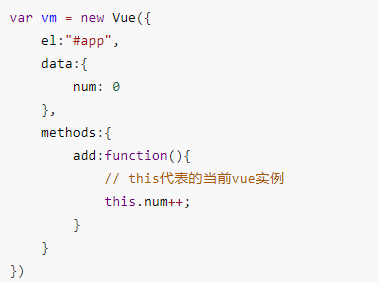 var vm = new Vue({
    el:"#app",
    data:{
        num: 0
    },
    methods:{
        add:function(){
            // this代表的当前vue实例
            this.num++;
        }
    }
})